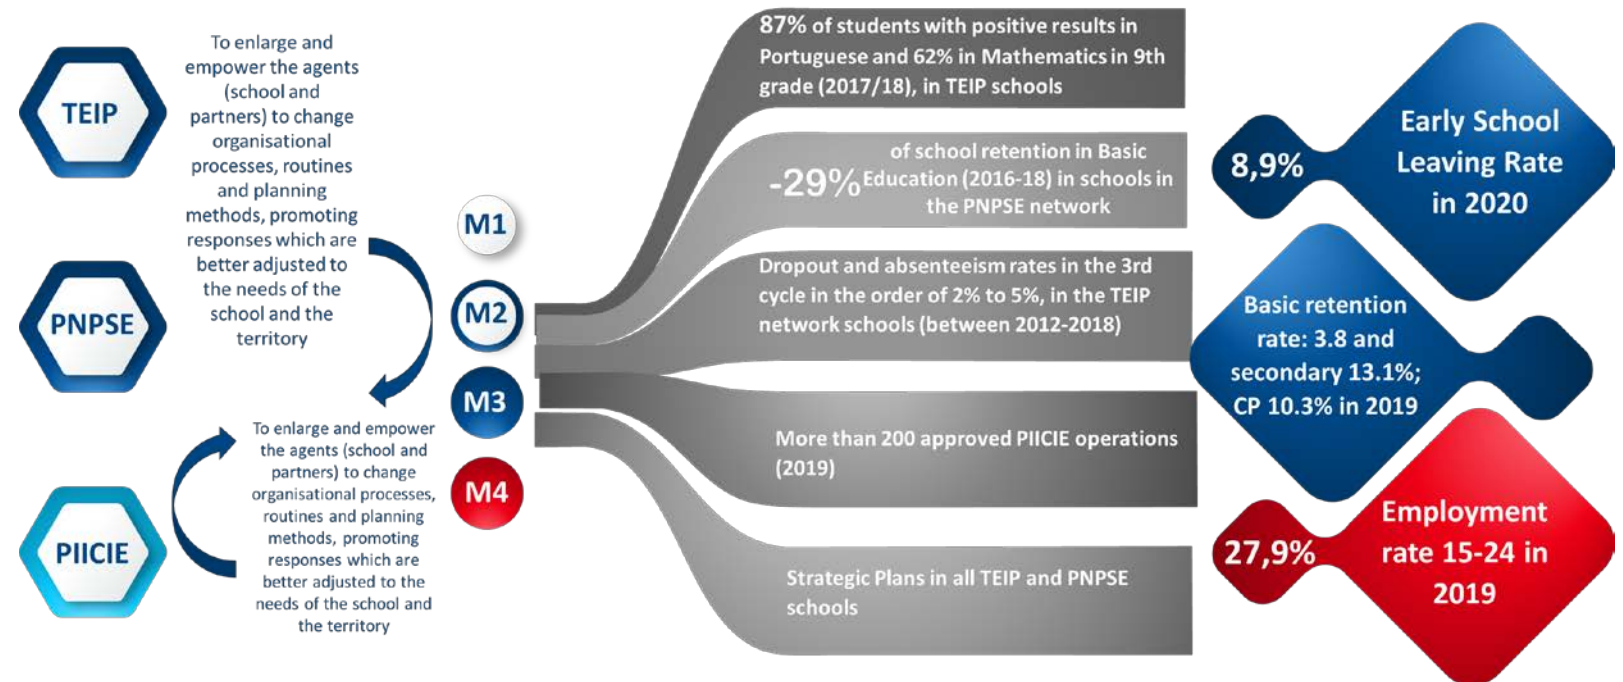 TEIP
To enlarge and
empower the agents
(school and
partners) to change
organisational
processes, routines
and planning
methods, promoting
responses which are
better adjusted to
the needs of the
school and the
territory
PNPSE
PIICIE
To enlarge and empower
the agents (school and
partners) to change
organisational processes,
routines and planning
methods, promoting
responses which are
better adjusted to the
needs of the school and
the territory
M1
M2
M3
M4
87% of students with positive results in
Portuguese and 62% in Mathematics in 9th
grade (2017/18), in TEIP schools
-29%
of school retention in Basic
Education (2016-18) in schools in
the PNPSE network
Dropout and absenteeism rates in the 3rd
cycle in the order of 2% to 5%, in the TEIP
network schools (between 2012-2018)
More than 200 approved PIICIE operations
(2019)
Strategic Plans in all TEIP and PNPSE
schools
8,9%
Early School
Leaving Rate
in 2020
Basic retention
rate: 3.8 and
secondary 13.1%;
CP 10.3% in 2019
27,9%
Employment
rate 15-24 in
2019